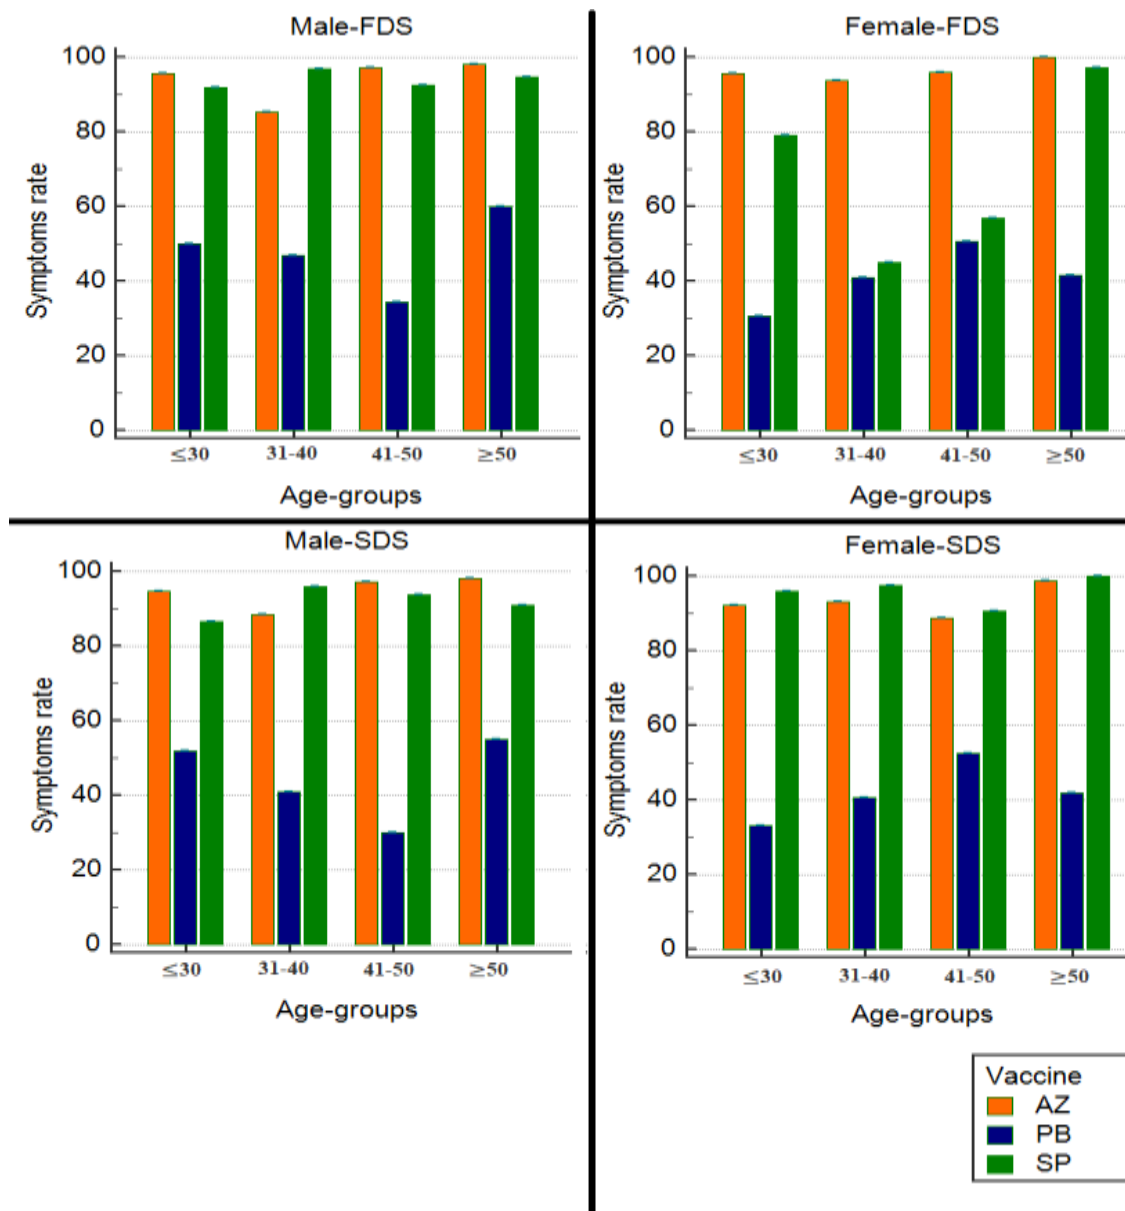 Male-FDS
Symptoms rate
100
80
60
40
20
0
≤30 31-40 41-50 ≥50
Age-groups
Female-FDS
Symptoms rate
100
80
60
40
20
0
≤30 31-40 41-50 ≥50
Age-groups
Male-SDS
Symptoms rate
100
80
60
40
20
0
≤30 31-40 41-50 ≥50
Age-groups
Female-SDS
Symptoms rate
100
80
60
40
20
0
≤30 31-40 41-50 ≥50
Age-groups
Vaccine
AZ
PB
SP